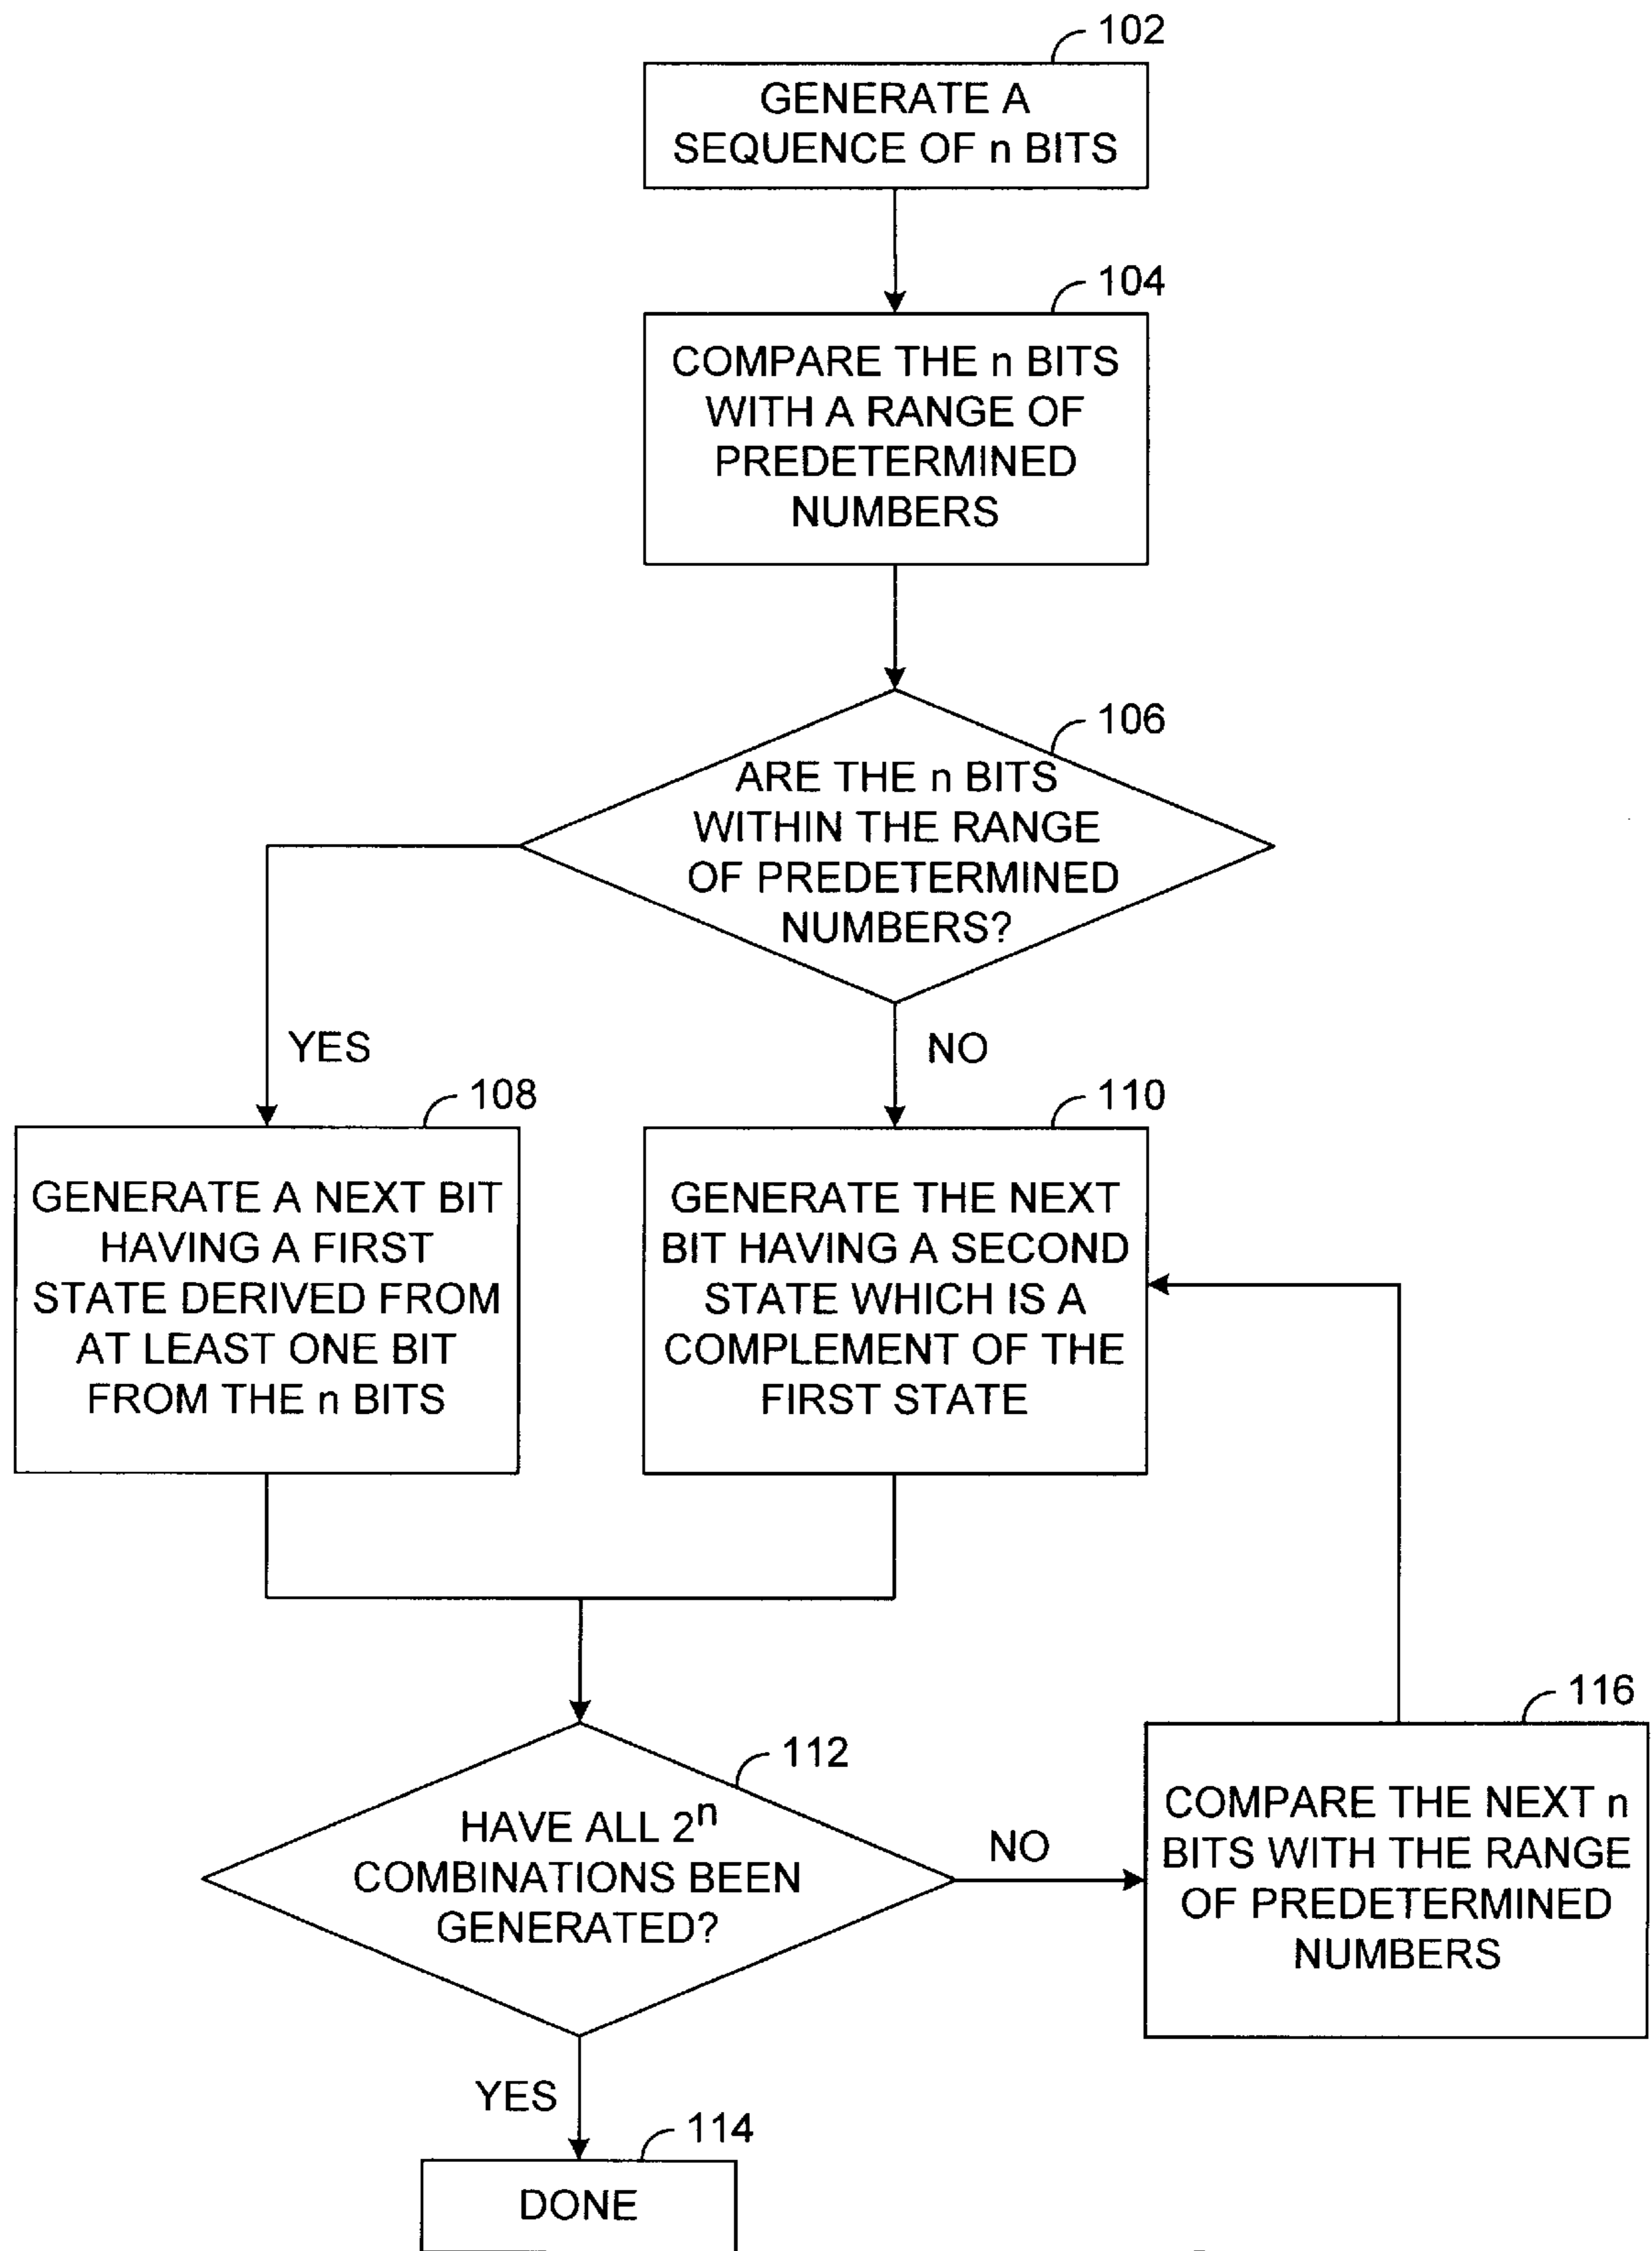 102
GENERATE A
SEQUENCE OF n BITS
104
COMPARE THE n BITS
WITH A RANGE OF
PREDETERMINED
NUMBERS
106
ARE THE n BITS
WITHIN THE RANGE
OF PREDETERMINED
NUMBERS?
YES
NO
108
GENERATE A NEXT BIT
HAVING A FIRST
STATE DERIVED FROM
AT LEAST ONE BIT
FROM THE n BITS
110
GENERATE THE NEXT
BIT HAVING A SECOND
STATE WHICH IS A
COMPLEMENT OF THE
FIRST STATE
112
HAVE ALL 2ⁿ
COMBINATIONS BEEN
GENERATED?
NO
116
COMPARE THE NEXT n
BITS WITH THE RANGE
OF PREDETERMINED
NUMBERS
YES
114
DONE